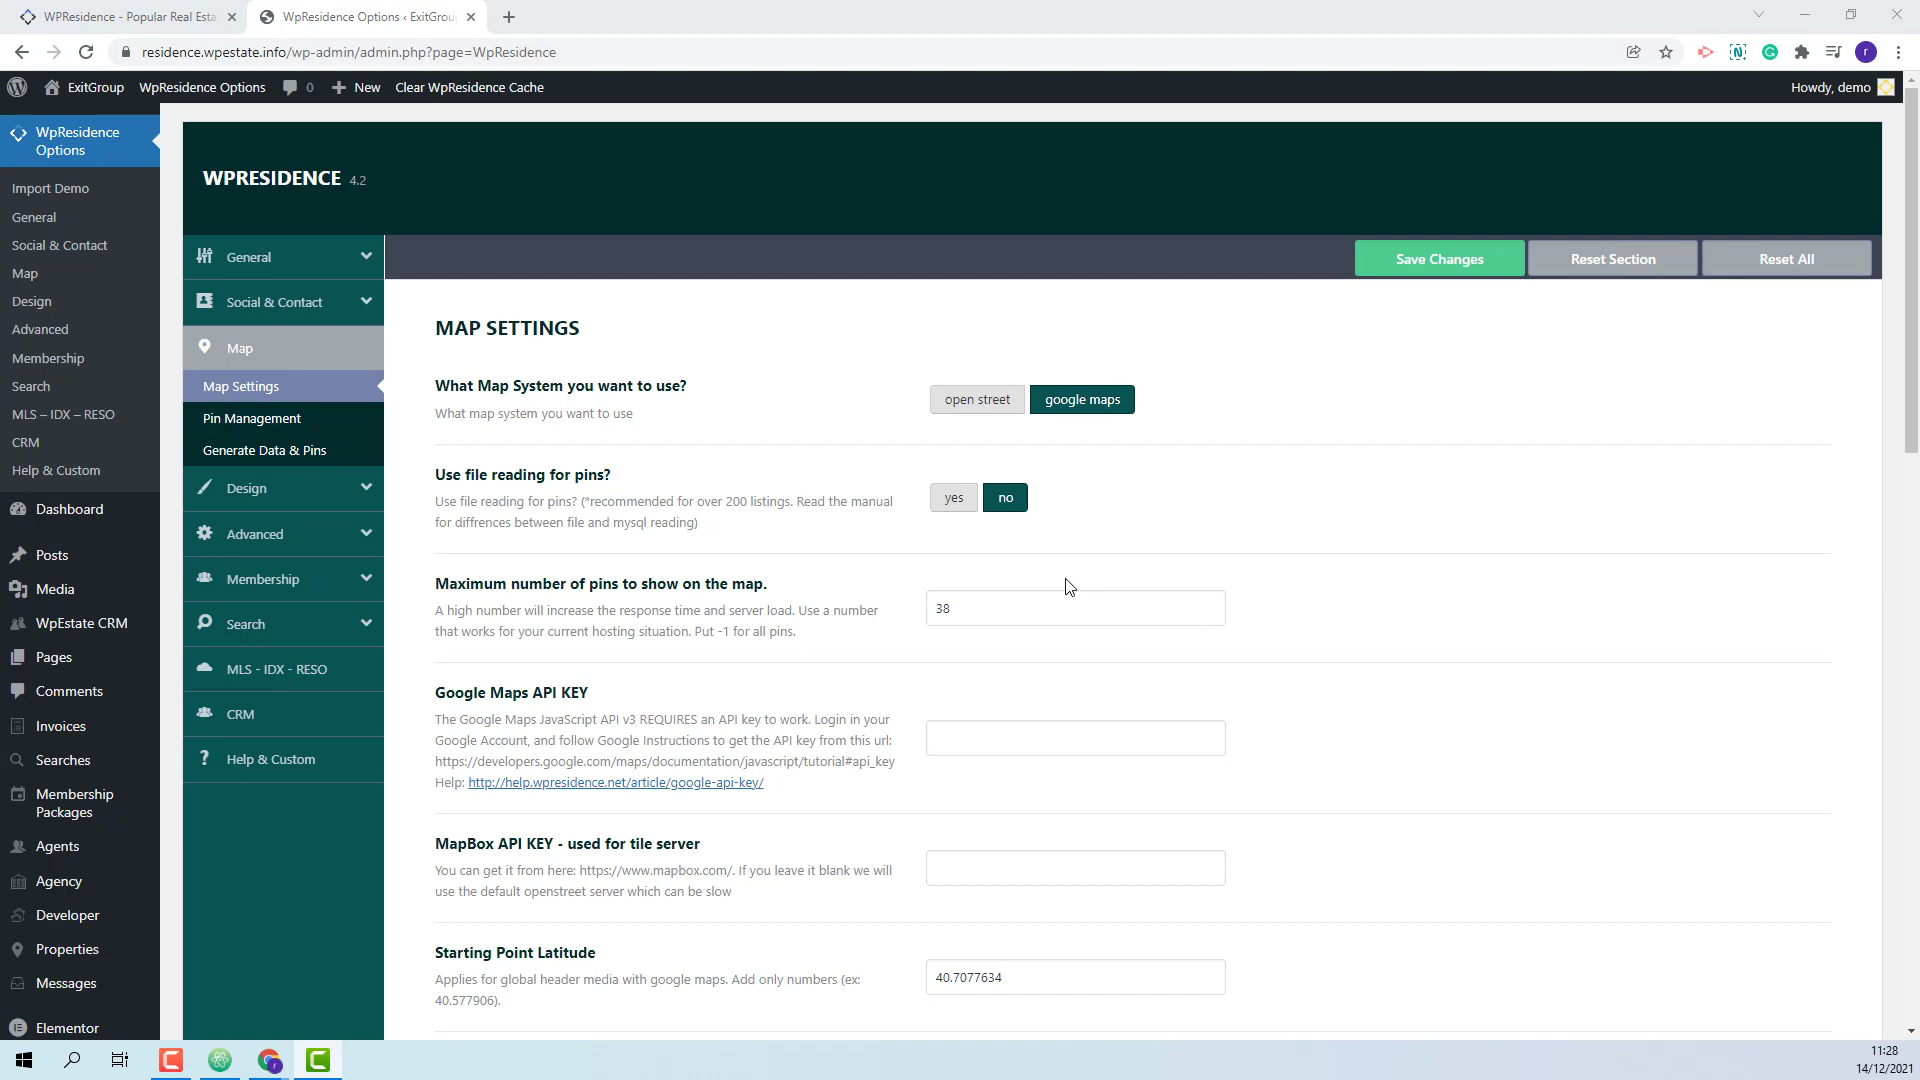 WPResidence - Popular Real Esta
WPResidence Options ‹ ExitGroup
residence.wpestate.info/wp-admin/admin.php?page=WpResidence
ExitGroup
WpResidence Options
0
New
Clear WpResidence Cache
Howdy, demo
WpResidence
Options
Import Demo
General
Social & Contact
Map
Design
Advanced
Membership
Search
MLS – IDX – RESO
CRM
Help & Custom
Dashboard
Posts
Media
WpEstate CRM
Pages
Comments
Invoices
Searches
Membership
Packages
Agents
Agency
Developer
Properties
Messages
Elementor
WPRESIDENCE 4.2
General
Social & Contact
Map
Map Settings
Pin Management
Generate Data & Pins
Design
Advanced
Membership
Search
MLS - IDX - RESO
CRM
Help & Custom
Save Changes
Reset Section
Reset All
MAP SETTINGS
What Map System you want to use?
What map system you want to use
open street
google maps
Use file reading for pins?
Use file reading for pins? (*recommended for over 200 listings. Read the manual
for diffrences between file and mysql reading)
yes
no
Maximum number of pins to show on the map.
A high number will increase the response time and server load. Use a number
that works for your current hosting situation. Put -1 for all pins.
38
Google Maps API KEY
The Google Maps JavaScript API v3 REQUIRES an API key to work. Login in your
Google Account, and follow Google Instructions to get the API key from this url:
https://developers.google.com/maps/documentation/javascript/tutorial#api_key
Help: http://help.wpresidence.net/article/google-api-key/
MapBox API KEY - used for tile server
You can get it from here: https://www.mapbox.com/. If you leave it blank we will
use the default openstreet server which can be slow
Starting Point Latitude
Applies for global header media with google maps. Add only numbers (ex:
40.577906).
40.7077634
11:28
14/12/2021